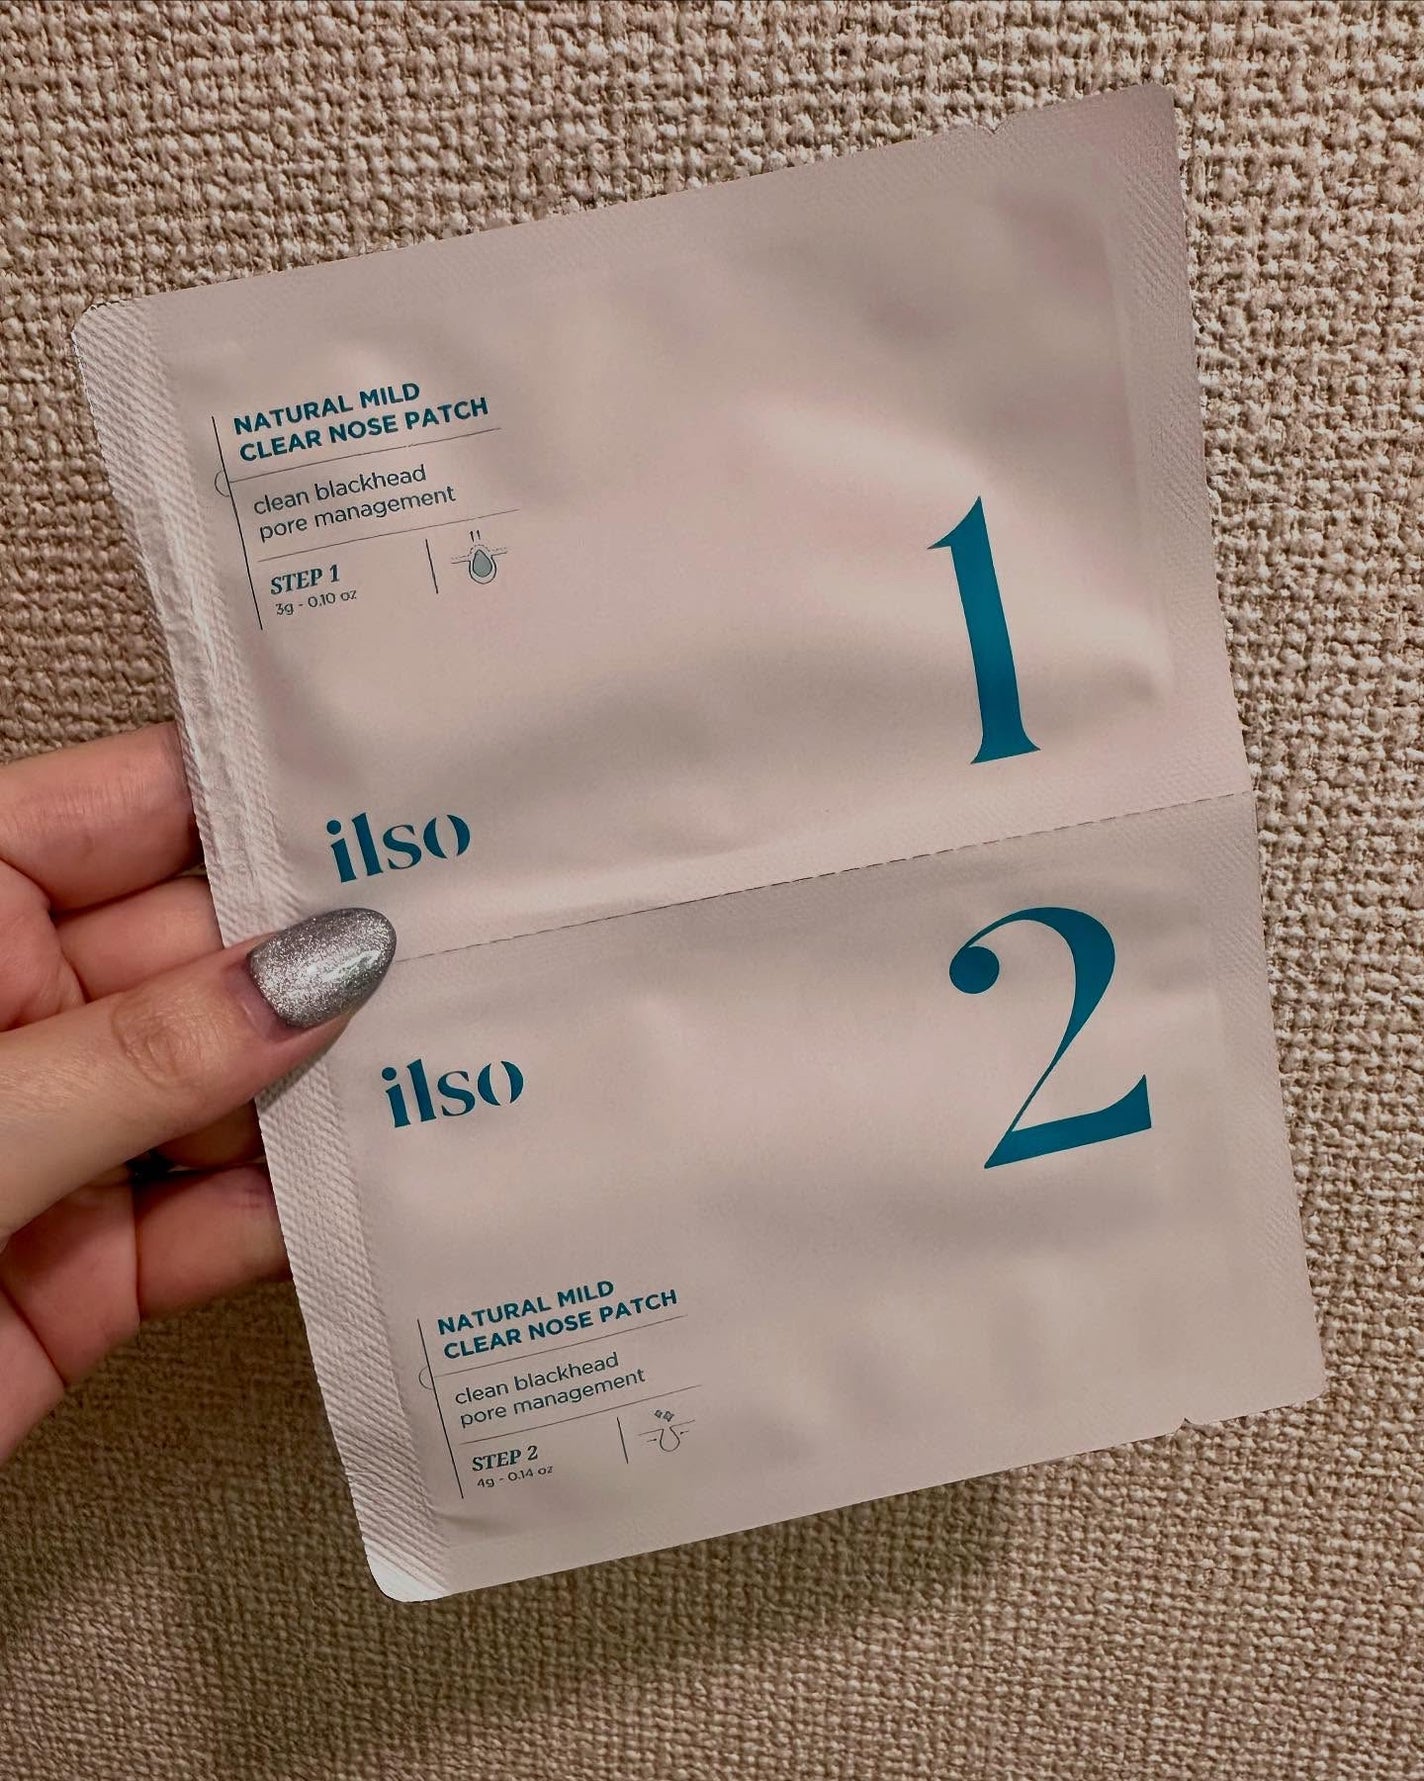 NATURAL MILD
CLEAR NOSE PATCH
clean blackhead
pore management
STEP 1
3g - 0.10 oz
1
ilso
2
ilso
NATURAL MILD
CLEAR NOSE PATCH
clean blackhead
pore management
STEP 2
4g - 0.14 oz